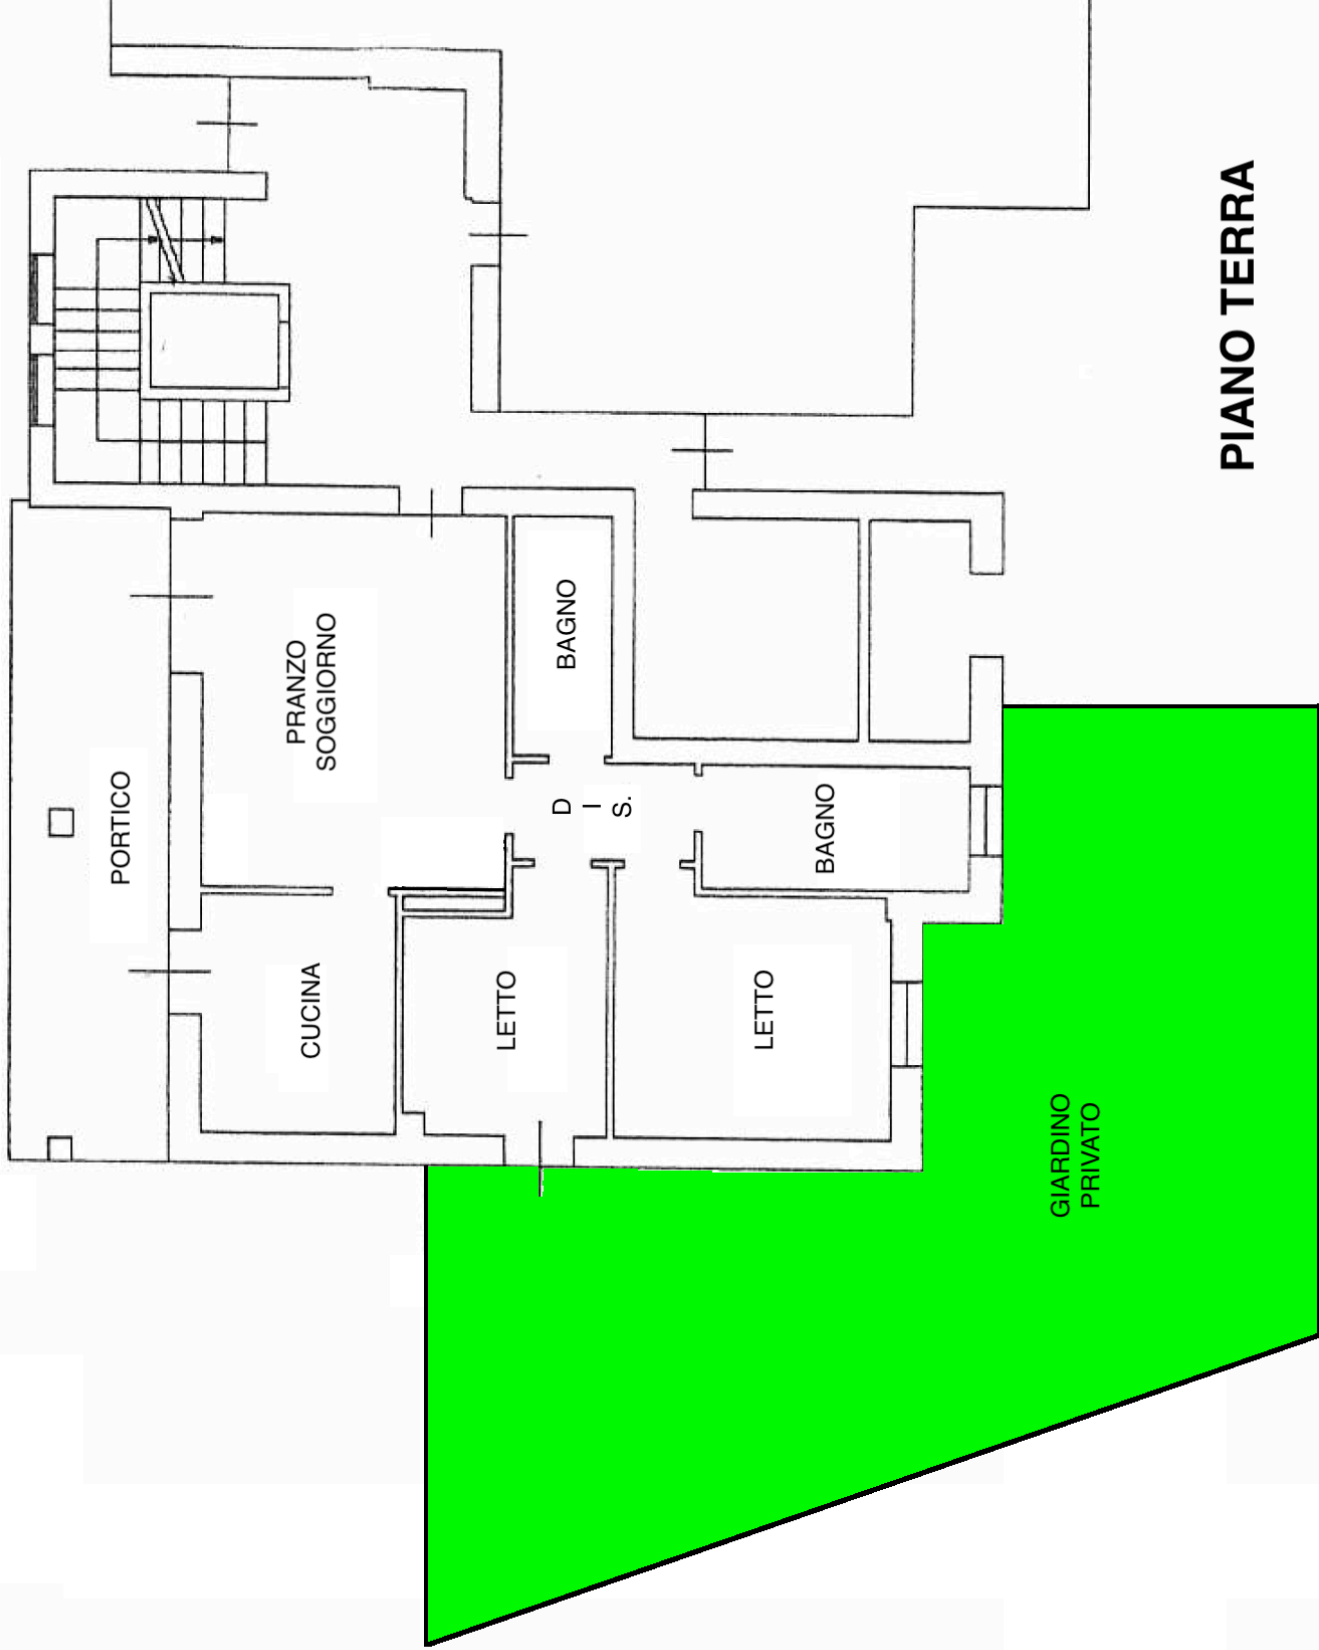 PORTICO
CUCINA
PRANZO
SOGGIORNO
LETTO
BAGNO
D
I
S.
LETTO
BAGNO
GIARDINO
PRIVATO
PIANO TERRA